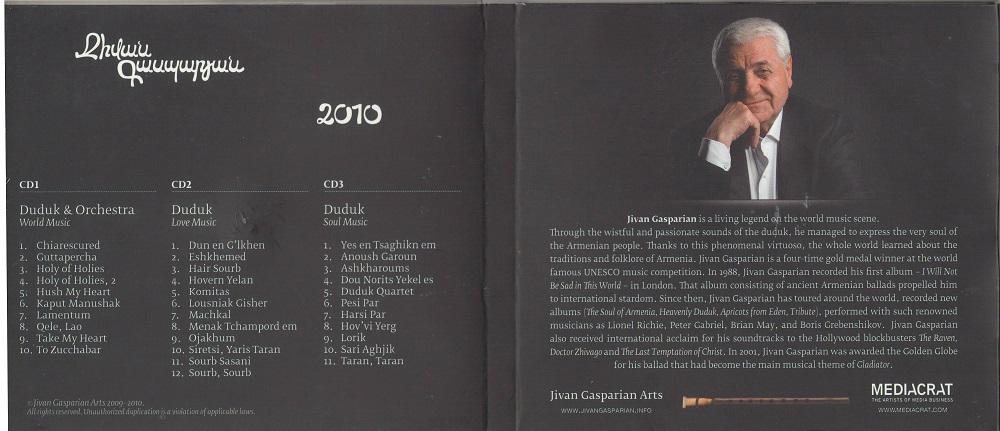 Ջիվան
Գասպարյան
2010
CD1
Duduk & Orchestra
World Music
1. Chiarescured
2. Guttapercha
3. Holy of Holies
4. Holy of Holies, 2
5. Hush My Heart
6. Kaput Manushak
7. Lamentum
8. Qele, Lao
9. Take My Heart
10. To Zucchabar
CD2
Duduk
Love Music
1. Dun en G'lkhen
2. Eshkhemed
3. Hair Sourb
4. Hovern Yelan
5. Komitas
6. Lousniak Gisher
7. Machkal
8. Menak Tchampord em
9. Ojakhum
10. Siretsi, Yaris Taran
11. Sourb Sasani
12. Sourb, Sourb
CD3
Duduk
Soul Music
1. Yes en Tsaghikn em
2. Anoush Garoun
3. Ashkharoums
4. Dou Norits Yekel es
5. Duduk Quartet
6. Pesi Par
7. Harsi Par
8. Hov'vi Yerg
9. Lorik
10. Sari Aghjik
11. Taran, Taran
© Jivan Gasparian Arts 2009-2010.
All rights reserved. Unauthorized duplication is a violation of applicable laws.
Jivan Gasparian is a living legend on the world music scene.
Through the wistful and passionate sounds of the duduk, he managed to express the very soul of
the Armenian people. Thanks to this phenomenal virtuoso, the whole world learned about the
traditions and folklore of Armenia. Jivan Gasparian is a four-time gold medal winner at the world
famous UNESCO music competition. In 1988, Jivan Gasparian recorded his first album – I Will Not
Be Sad in This World – in London. That album consisting of ancient Armenian ballads propelled him
to international stardom. Since then, Jivan Gasparian has toured around the world, recorded new
albums (The Soul of Armenia, Heavenly Duduk, Apricots from Eden, Tribute), performed with such renowned
musicians as Lionel Richie, Peter Gabriel, Brian May, and Boris Grebenshikov. Jivan Gasparian
also received international acclaim for his soundtracks to the Hollywood blockbusters The Raven,
Doctor Zhivago and The Last Temptation of Christ. In 2001, Jivan Gasparian was awarded the Golden Globe
for his ballad that had become the main musical theme of Gladiator.
Jivan Gasparian Arts
WWW.JIVANGASPARIAN.INFO
MEDIACRAT
THE ARTISTS OF MEDIA BUSINESS
WWW.MEDIACRAT.COM